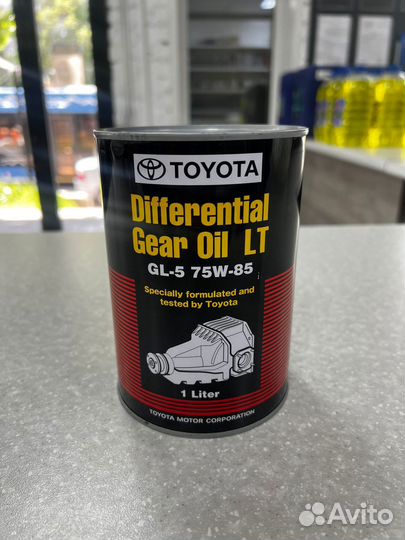 TOYOTA
Differential
Gear Oil LT
GL-5 75W-85
Specially formulated and
tested by Toyota
1 Liter
TOYOTA MOTOR CORPORATION
Avito